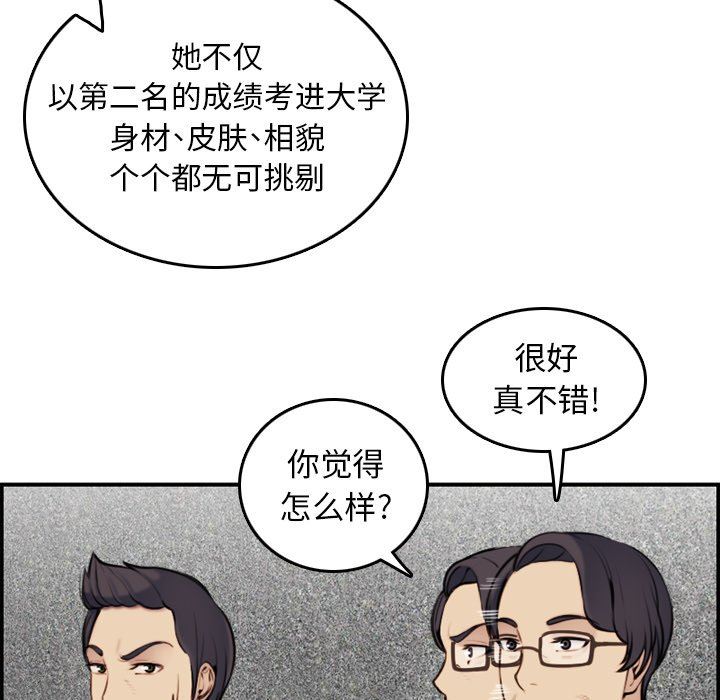 她不仅
以第二名的成绩考进大学
身材、皮肤、相貌
个个都无可挑剔
你觉得
怎么样?
很好
真不错!